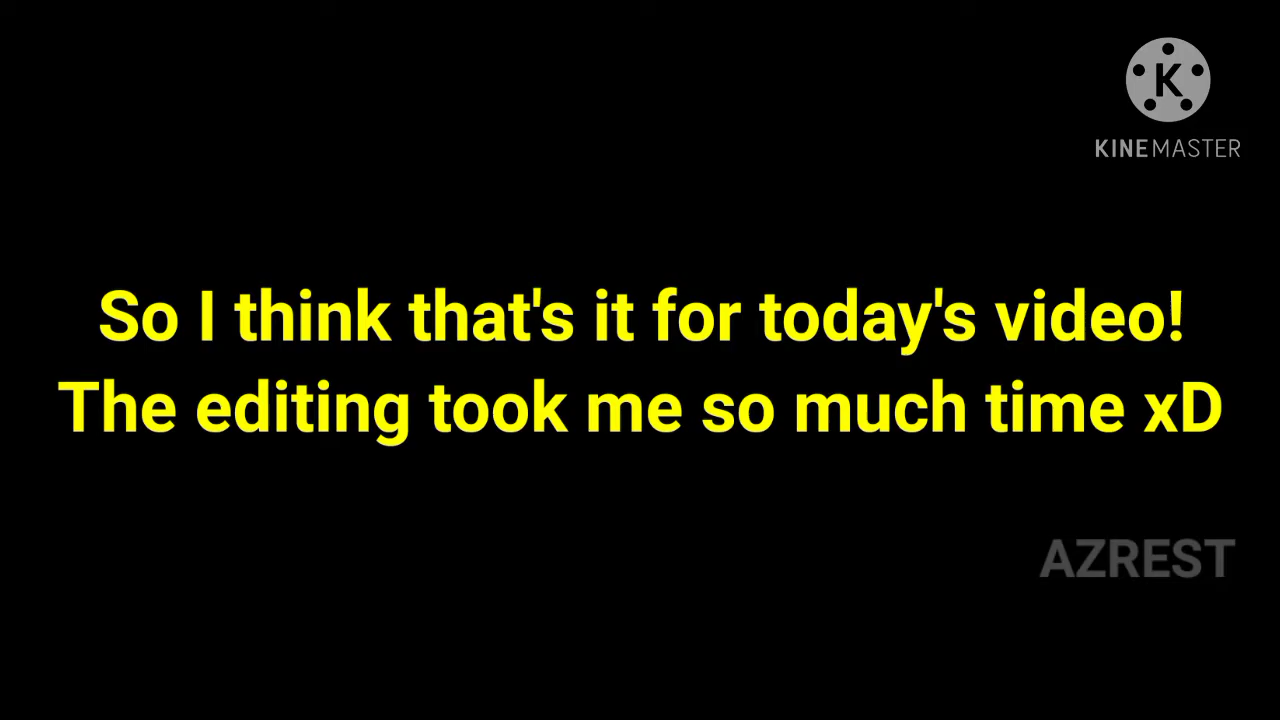 K
KINEMASTER
So I think that's it for today's video!
The editing took me so much time xD
AZREST